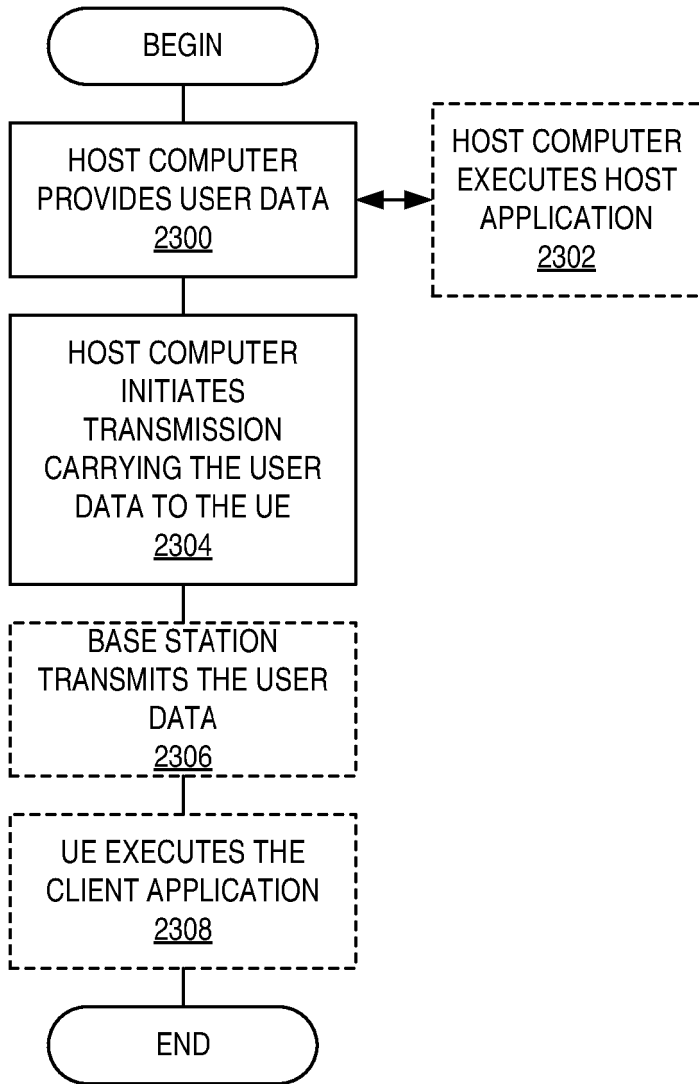 BEGIN
HOST COMPUTER
PROVIDES USER DATA
2300
HOST COMPUTER
EXECUTES HOST
APPLICATION
2302
HOST COMPUTER
INITIATES
TRANSMISSION
CARRYING THE USER
DATA TO THE UE
2304
BASE STATION
TRANSMITS THE USER
DATA
2306
UE EXECUTES THE
CLIENT APPLICATION
2308
END